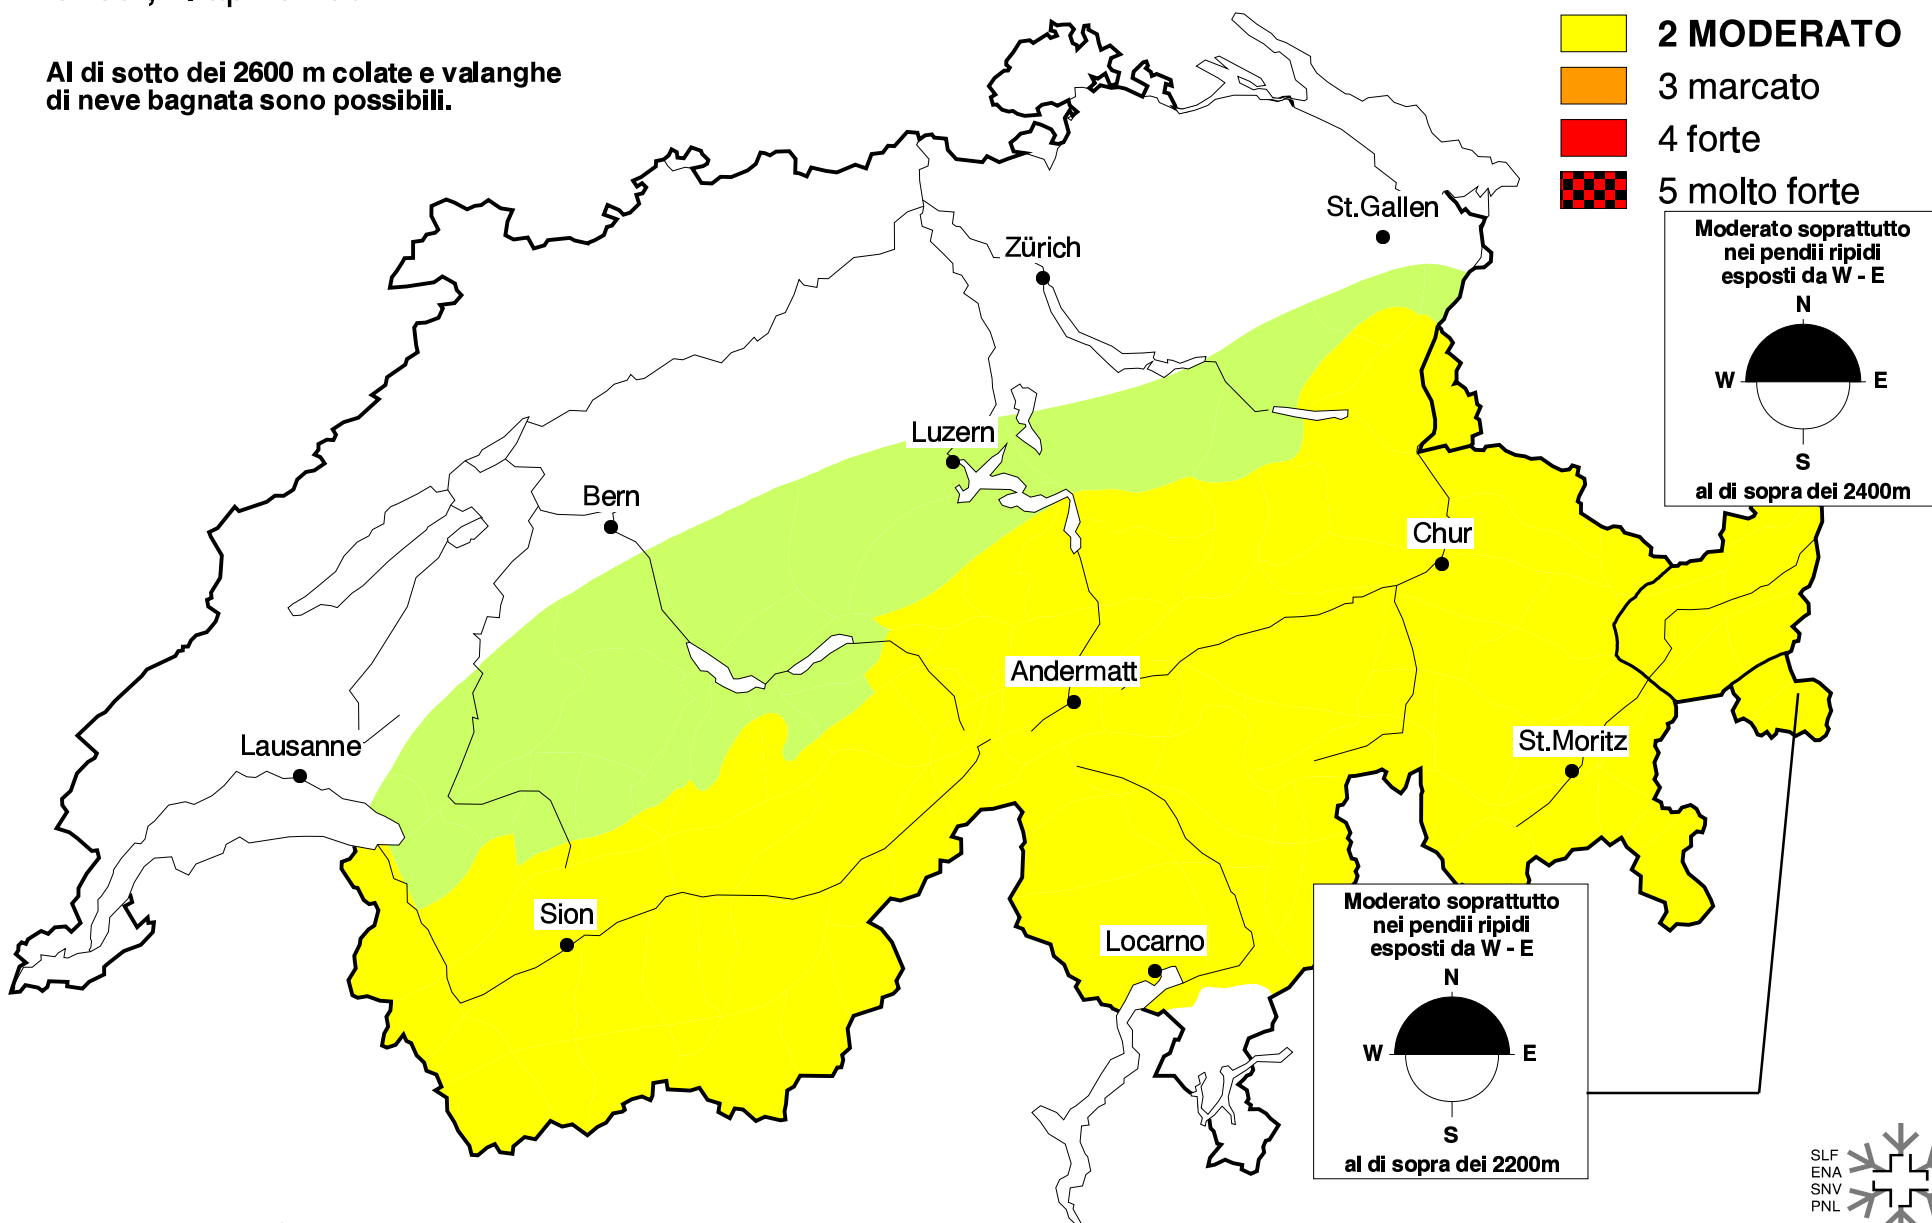 Al di sotto dei 2600 m colate e valanghe
di neve bagnata sono possibili.
2 MODERATO
3 marcato
4 forte
5 molto forte
Moderato soprattutto
nei pendii ripidi
esposti da W - E
N
W
E
S
al di sopra dei 2400m
St.Gallen
Zürich
Luzern
Bern
Chur
Andermatt
Lausanne
St.Moritz
Sion
Locarno
Moderato soprattutto
nei pendii ripidi
esposti da W - E
N
W
E
S
al di sopra dei 2200m
SLF
ENA
SNV
PNL